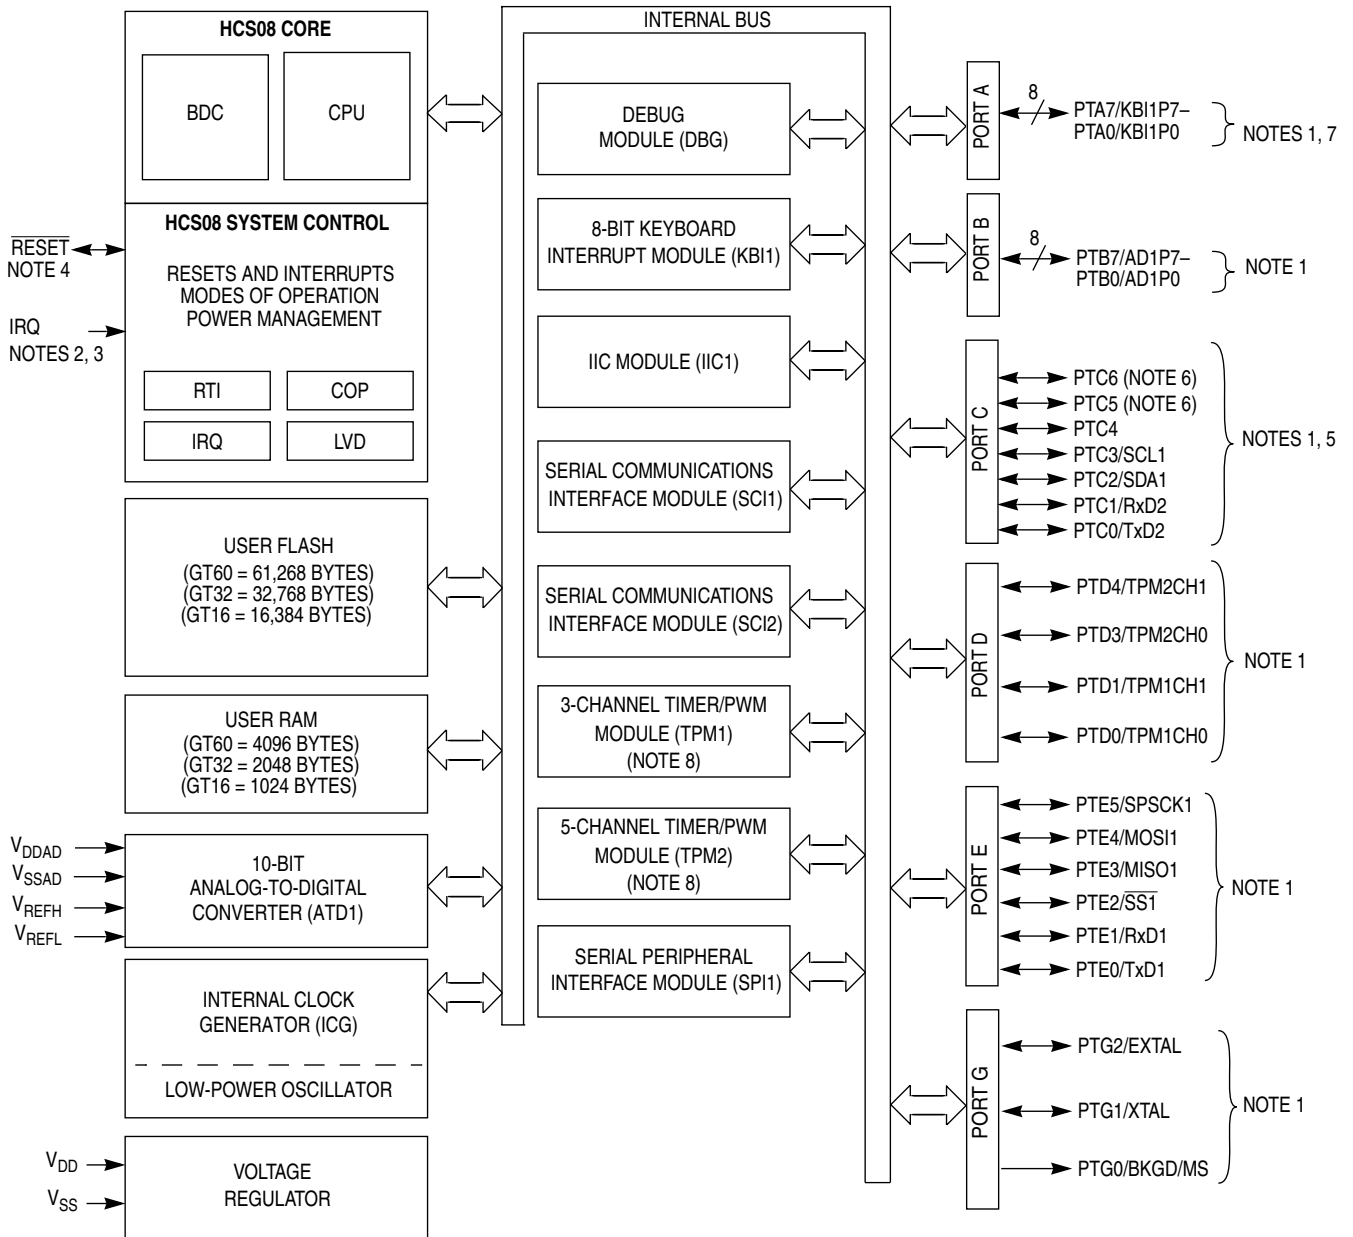 HCS08 CORE
BDC
CPU
HCS08 SYSTEM CONTROL
RESETS AND INTERRUPTS
MODES OF OPERATION
POWER MANAGEMENT
RTI
COP
IRQ
LVD
RESET
NOTE 4
IRQ
NOTES 2, 3
USER FLASH
(GT60 = 61,268 BYTES)
(GT32 = 32,768 BYTES)
(GT16 = 16,384 BYTES)
USER RAM
(GT60 = 4096 BYTES)
(GT32 = 2048 BYTES)
(GT16 = 1024 BYTES)
VDDAD
VSSAD
VREFH
VREFL
10-BIT
ANALOG-TO-DIGITAL
CONVERTER (ATD1)
INTERNAL CLOCK
GENERATOR (ICG)
LOW-POWER OSCILLATOR
VDD
VSS
VOLTAGE
REGULATOR
INTERNAL BUS
DEBUG
MODULE (DBG)
8-BIT KEYBOARD
INTERRUPT MODULE (KBI1)
IIC MODULE (IIC1)
SERIAL COMMUNICATIONS
INTERFACE MODULE (SCI1)
SERIAL COMMUNICATIONS
INTERFACE MODULE (SCI2)
3-CHANNEL TIMER/PWM
MODULE (TPM1)
(NOTE 8)
5-CHANNEL TIMER/PWM
MODULE (TPM2)
(NOTE 8)
SERIAL PERIPHERAL
INTERFACE MODULE (SPI1)
PORT A
8
PTA7/KBI1P7–
PTA0/KBI1P0
NOTES 1, 7
PORT B
8
PTB7/AD1P7–
PTB0/AD1P0
NOTE 1
PORT C
PTC6 (NOTE 6)
PTC5 (NOTE 6)
PTC4
PTC3/SCL1
PTC2/SDA1
PTC1/RxD2
PTC0/TxD2
NOTES 1, 5
PORT D
PTD4/TPM2CH1
PTD3/TPM2CH0
PTD1/TPM1CH1
PTD0/TPM1CH0
NOTE 1
PORT E
PTE5/SPSCK1
PTE4/MOSI1
PTE3/MISO1
PTE2/SS1
PTE1/RxD1
PTE0/TxD1
NOTE 1
PORT G
PTG2/EXTAL
PTG1/XTAL
PTG0/BKGD/MS
NOTE 1